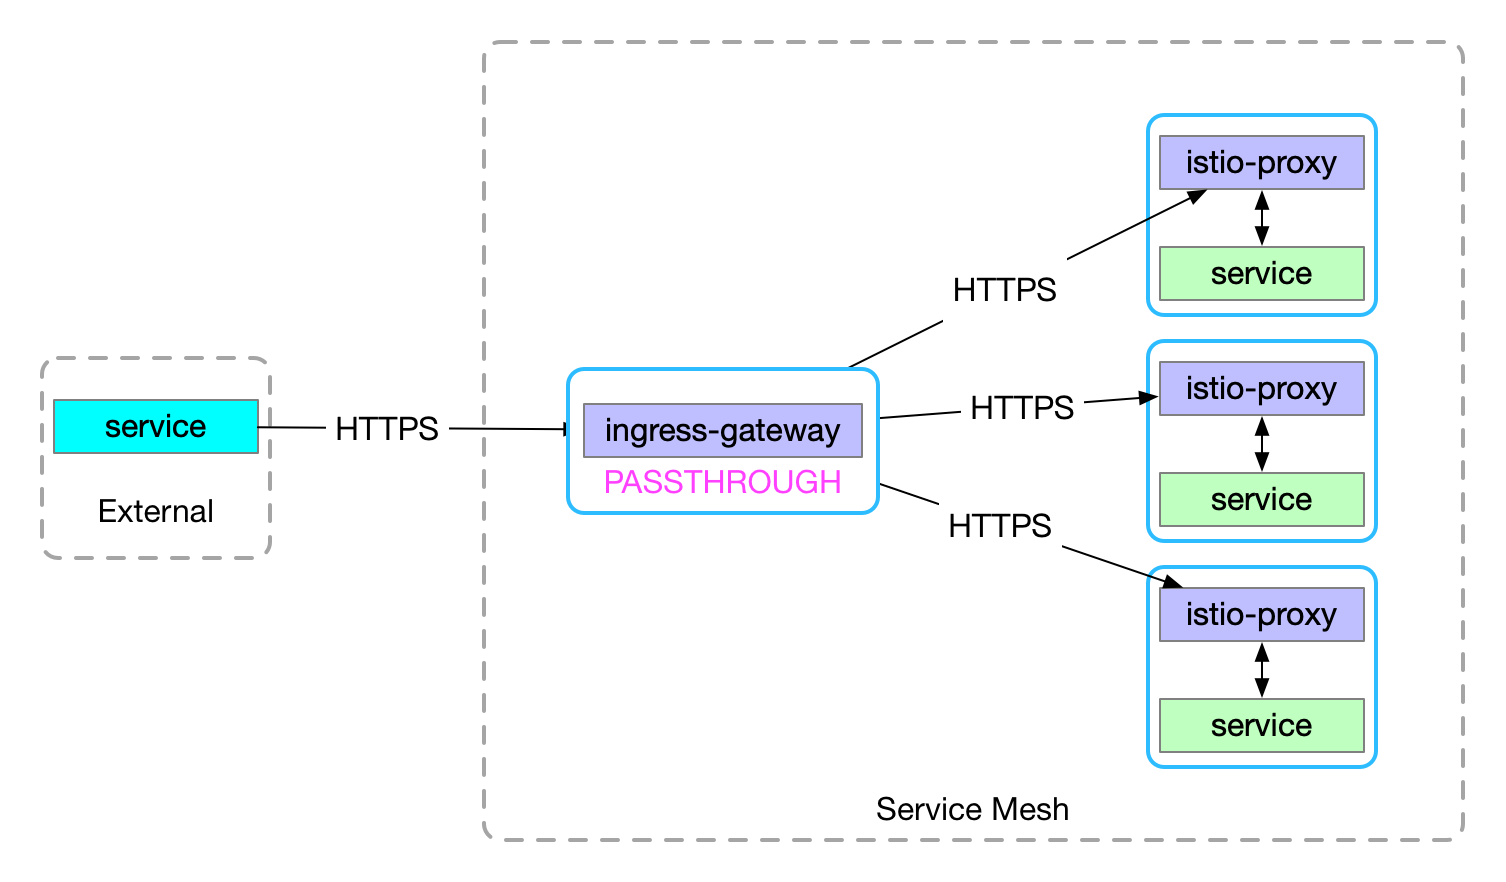 service
External
HTTPS
ingress-gateway
PASSTHROUGH
HTTPS
HTTPS
HTTPS
istio-proxy
service
istio-proxy
service
istio-proxy
service
Service Mesh